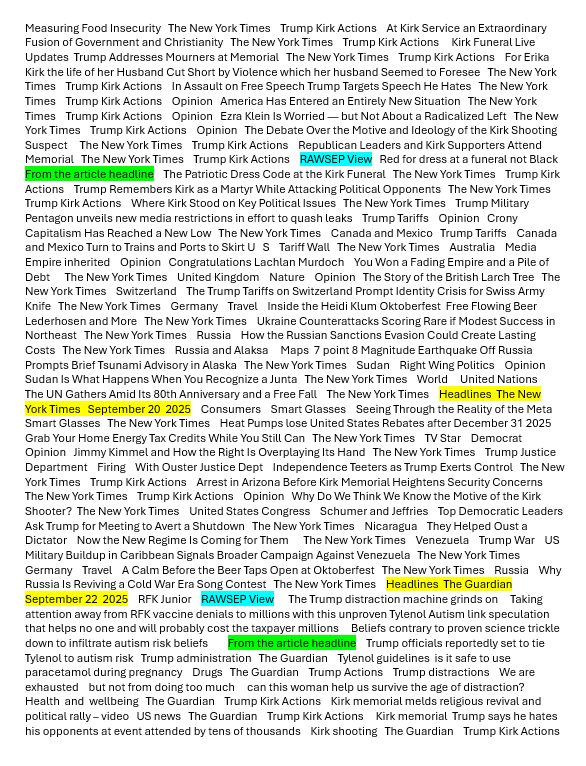 Measuring Food Insecurity The New York Times Trump Kirk Actions At Kirk Service an Extraordinary
Fusion of Government and Christianity The New York Times Trump Kirk Actions Kirk Funeral Live
Updates Trump Addresses Mourners at Memorial The New York Times Trump Kirk Actions For Erika
Kirk the life of her Husband Cut Short by Violence which her husband Seemed to Foresee The New York
Times Trump Kirk Actions In Assault on Free Speech Trump Targets Speech He Hates The New York
Times Trump Kirk Actions Opinion America Has Entered an Entirely New Situation The New York
Times Trump Kirk Actions Opinion Ezra Klein Is Worried — but Not About a Radicalized Left The New
York Times Trump Kirk Actions Opinion The Debate Over the Motive and Ideology of the Kirk Shooting
Suspect The New York Times Trump Kirk Actions Republican Leaders and Kirk Supporters Attend
Memorial The New York Times Trump Kirk Actions RAWSEP View Red for dress at a funeral not Black
From the article headline The Patriotic Dress Code at the Kirk Funeral The New York Times Trump Kirk
Actions Trump Remembers Kirk as a Martyr While Attacking Political Opponents The New York Times
Trump Kirk Actions Where Kirk Stood on Key Political Issues The New York Times Trump Military
Pentagon unveils new media restrictions in effort to quash leaks Trump Tariffs Opinion Crony
Capitalism Has Reached a New Low The New York Times Canada and Mexico Trump Tariffs Canada
and Mexico Turn to Trains and Ports to Skirt U S Tariff Wall The New York Times Australia Media
Empire inherited Opinion Congratulations Lachlan Murdoch You Won a Fading Empire and a Pile of
Debt The New York Times United Kingdom Nature Opinion The Story of the British Larch Tree The
New York Times Switzerland The Trump Tariffs on Switzerland Prompt Identity Crisis for Swiss Army
Knife The New York Times Germany Travel Inside the Heidi Klum Oktoberfest Free Flowing Beer
Lederhosen and More The New York Times Ukraine Counterattacks Scoring Rare if Modest Success in
Northeast The New York Times Russia How the Russian Sanctions Evasion Could Create Lasting
Costs The New York Times Russia and Alaksa Maps 7 point 8 Magnitude Earthquake Off Russia
Prompts Brief Tsunami Advisory in Alaska The New York Times Sudan Right Wing Politics Opinion
Sudan Is What Happens When You Recognize a Junta The New York Times World United Nations
The UN Gathers Amid Its 80th Anniversary and a Free Fall The New York Times Headlines The New
York Times September 20 2025 Consumers Smart Glasses Seeing Through the Reality of the Meta
Smart Glasses The New York Times Heat Pumps lose United States Rebates after December 31 2025
Grab Your Home Energy Tax Credits While You Still Can The New York Times TV Star Democrat
Opinion Jimmy Kimmel and How the Right Is Overplaying Its Hand The New York Times Trump Justice
Department Firing With Ouster Justice Dept Independence Teeters as Trump Exerts Control The New
York Times Trump Kirk Actions Arrest in Arizona Before Kirk Memorial Heightens Security Concerns
The New York Times Trump Kirk Actions Opinion Why Do We Think We Know the Motive of the Kirk
Shooter? The New York Times United States Congress Schumer and Jeffries Top Democratic Leaders
Ask Trump for Meeting to Avert a Shutdown The New York Times Nicaragua They Helped Oust a
Dictator Now the New Regime Is Coming for Them The New York Times Venezuela Trump War US
Military Buildup in Caribbean Signals Broader Campaign Against Venezuela The New York Times
Germany Travel A Calm Before the Beer Taps Open at Oktoberfest The New York Times Russia Why
Russia Is Reviving a Cold War Era Song Contest The New York Times Headlines The Guardian
September 22 2025 RFK Junior RAWSEP View The Trump distraction machine grinds on Taking
attention away from RFK vaccine denials to millions with this unproven Tylenol Autism link speculation
that helps no one and will probably cost the taxpayer millions Beliefs contrary to proven science trickle
down to infiltrate autism risk beliefs From the article headline Trump officials reportedly set to tie
Tylenol to autism risk Trump administration The Guardian Tylenol guidelines is it safe to use
paracetamol during pregnancy Drugs The Guardian Trump Actions Trump distractions We are
exhausted but not from doing too much can this woman help us survive the age of distraction?
Health and wellbeing The Guardian Trump Kirk Actions Kirk memorial melds religious revival and
political rally – video US news The Guardian Trump Kirk Actions Kirk memorial Trump says he hates
his opponents at event attended by tens of thousands Kirk shooting The Guardian Trump Kirk Actions